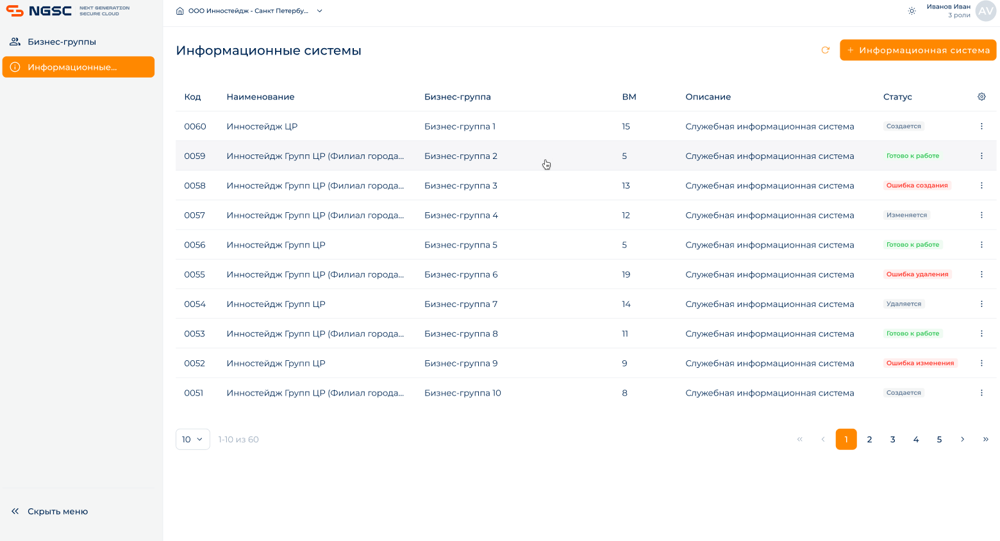 NGSC NEXT GENERATION SECURE CLOUD
ООО Инностейдж - Санкт Петербу...
Иванов Иван
3 роли
AV
Бизнес-группы
Информационные...
Информационные системы
+ Информационная система
Код Наименование Бизнес-группа ВМ Описание Статус
0060 Инностейдж ЦР Бизнес-группа 1 15 Служебная информационная система Создается
0059 Инностейдж Групп ЦР (Филиал города... Бизнес-группа 2 5 Служебная информационная система Готово к работе
0058 Инностейдж Групп ЦР (Филиал города... Бизнес-группа 3 13 Служебная информационная система Ошибка создания
0057 Инностейдж Групп ЦР (Филиал города... Бизнес-группа 4 12 Служебная информационная система Изменяется
0056 Инностейдж Групп ЦР Бизнес-группа 5 5 Служебная информационная система Готово к работе
0055 Инностейдж Групп ЦР (Филиал города... Бизнес-группа 6 19 Служебная информационная система Ошибка удаления
0054 Инностейдж Групп ЦР Бизнес-группа 7 14 Служебная информационная система Удаляется
0053 Инностейдж Групп ЦР (Филиал города... Бизнес-группа 8 11 Служебная информационная система Готово к работе
0052 Инностейдж Групп ЦР Бизнес-группа 9 9 Служебная информационная система Ошибка изменения
0051 Инностейдж Групп ЦР (Филиал города... Бизнес-группа 10 8 Служебная информационная система Создается
10 1-10 из 60 « ‹ 1 2 3 4 5 › »
« Скрыть меню